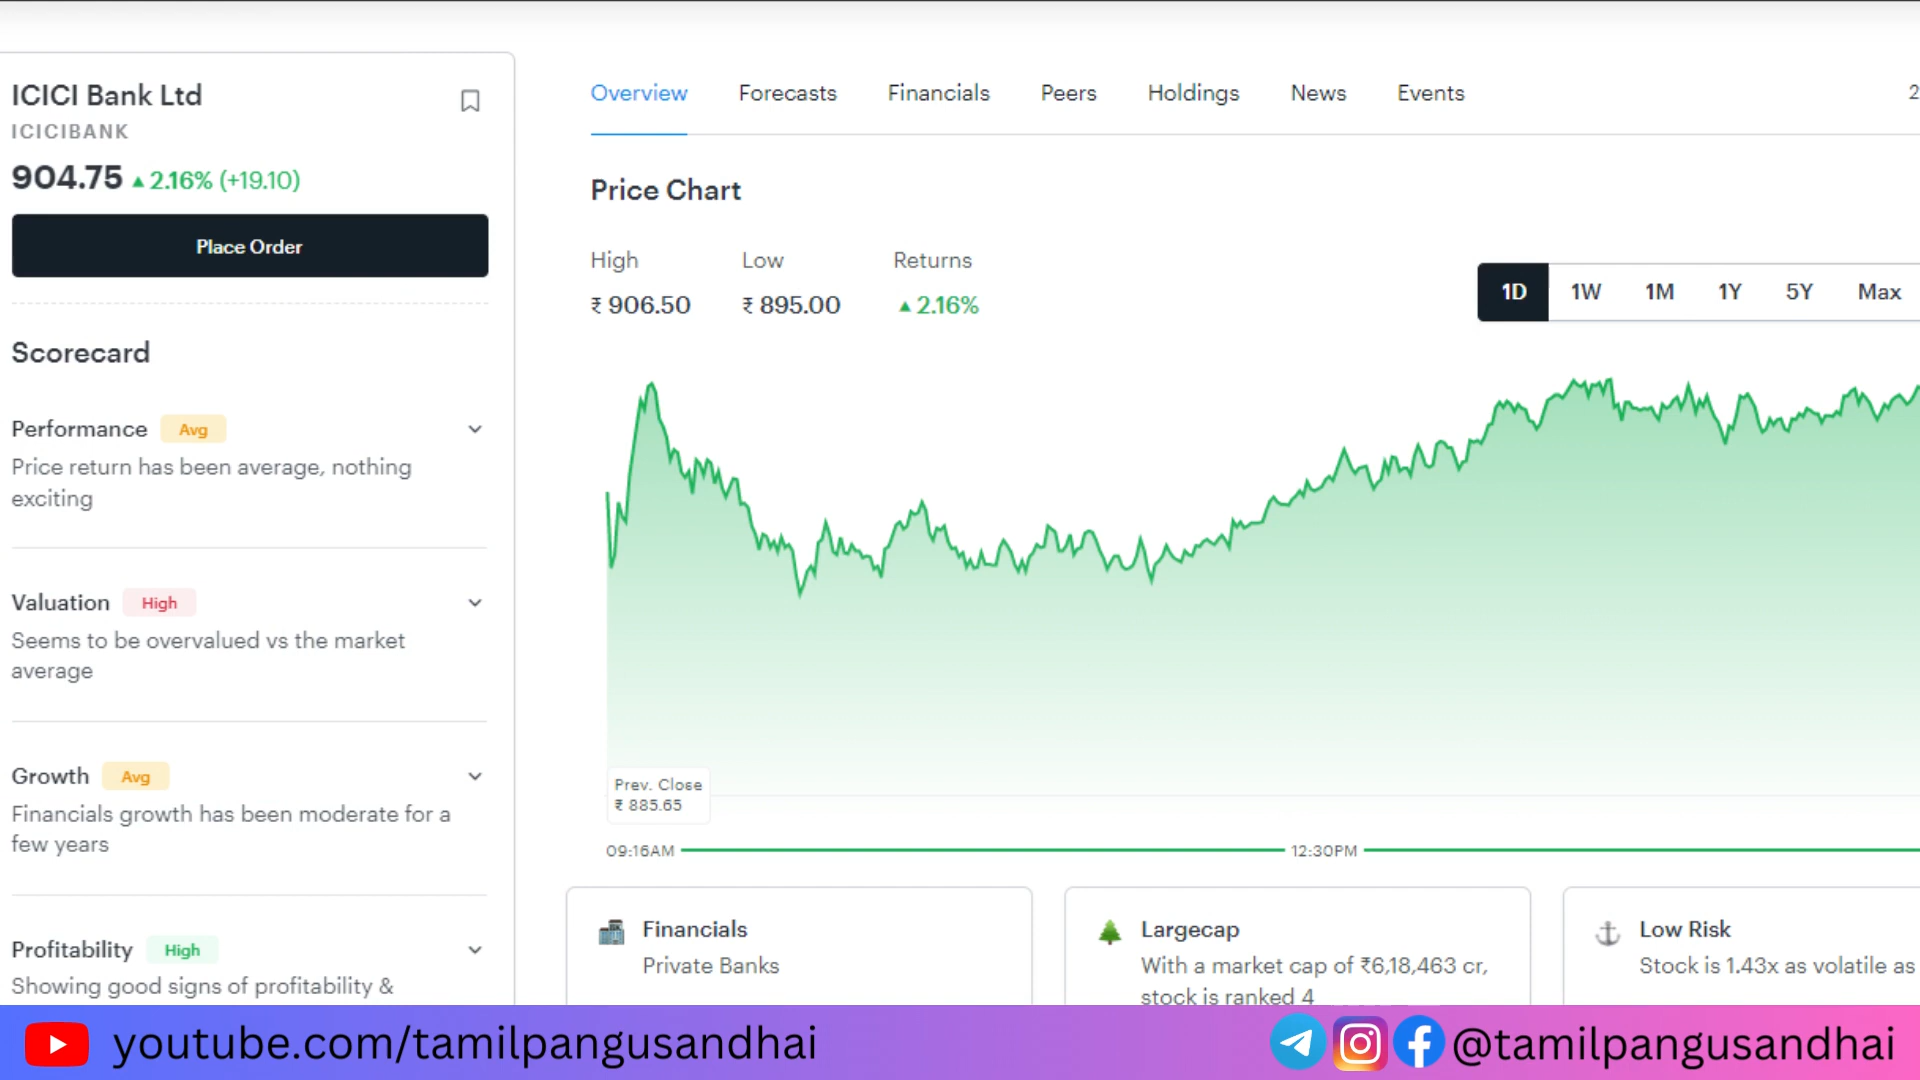 ICICI Bank Ltd
ICICIBANK
904.75 ▲ 2.16% (+19.10)
Place Order
Scorecard
Performance Avg
Price return has been average, nothing
exciting
Valuation High
Seems to be overvalued vs the market
average
Growth Avg
Financials growth has been moderate for a
few years
Profitability High
Showing good signs of profitability &
Overview Forecasts Financials Peers Holdings News Events
Price Chart
High Low Returns
₹ 906.50 ₹ 895.00 ▲ 2.16%
1D 1W 1M 1Y 5Y Max
Prev. Close
₹ 885.65
09:16AM 12:30PM
Financials
Private Banks
Largecap
With a market cap of ₹6,18,463 cr,
stock is ranked 4
Low Risk
Stock is 1.43x as volatile as
youtube.com/tamilpangusandhai
@tamilpangusandhai